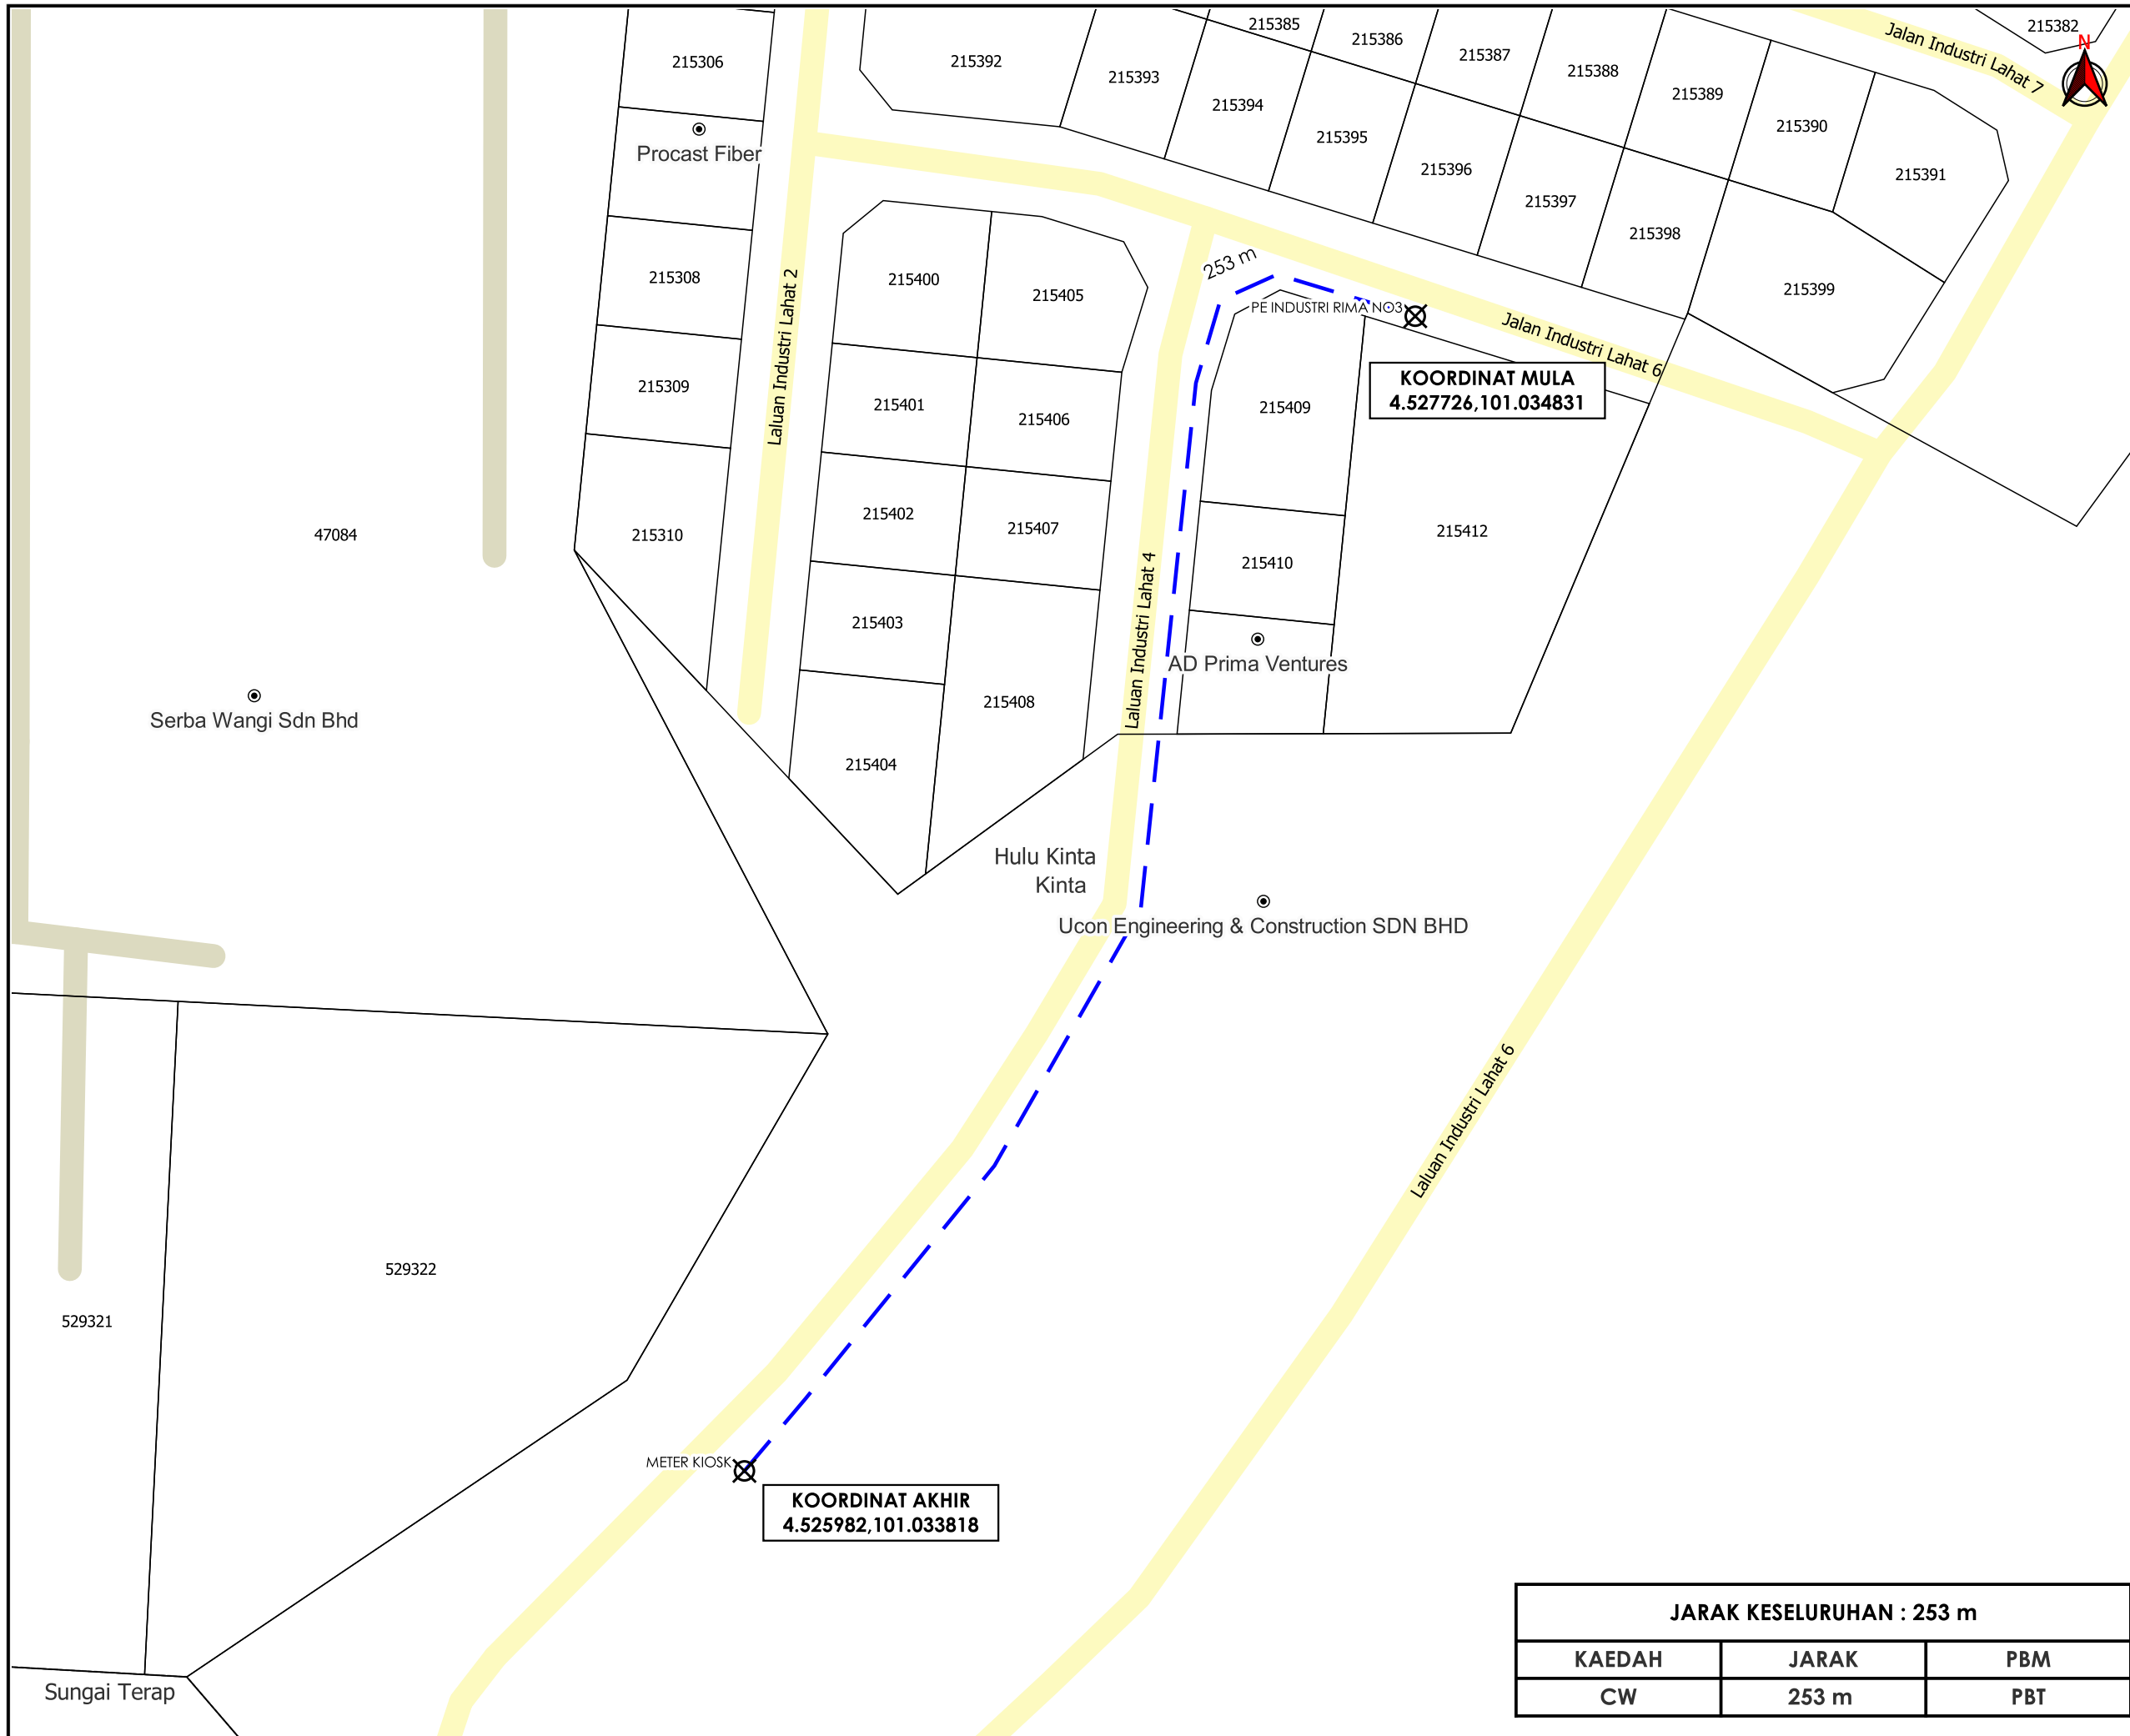 215385
215386
215387
215388
215389
215390
215391
215382
N
Jalan Industri Lahat 7
215306
215392
215393
215394
215395
215396
215397
215398
215399
Procast Fiber
215308
215309
215310
Laluan Industri Lahat 2
215400
215405
215401
215406
215402
215407
215403
215408
215404
253 m
PE INDUSTRI RIMA NO3
Jalan Industri Lahat 6
KOORDINAT MULA
4.527726,101.034831
215409
215410
215412
Laluan Industri Lahat 4
AD Prima Ventures
47084
Serba Wangi Sdn Bhd
Hulu Kinta
Kinta
Ucon Engineering & Construction SDN BHD
Laluan Industri Lahat 6
529322
529321
METER KIOSK
KOORDINAT AKHIR
4.525982,101.033818
Sungai Terap
JARAK KESELURUHAN : 253 m
KAEDAH JARAK PBM
CW 253 m PBT